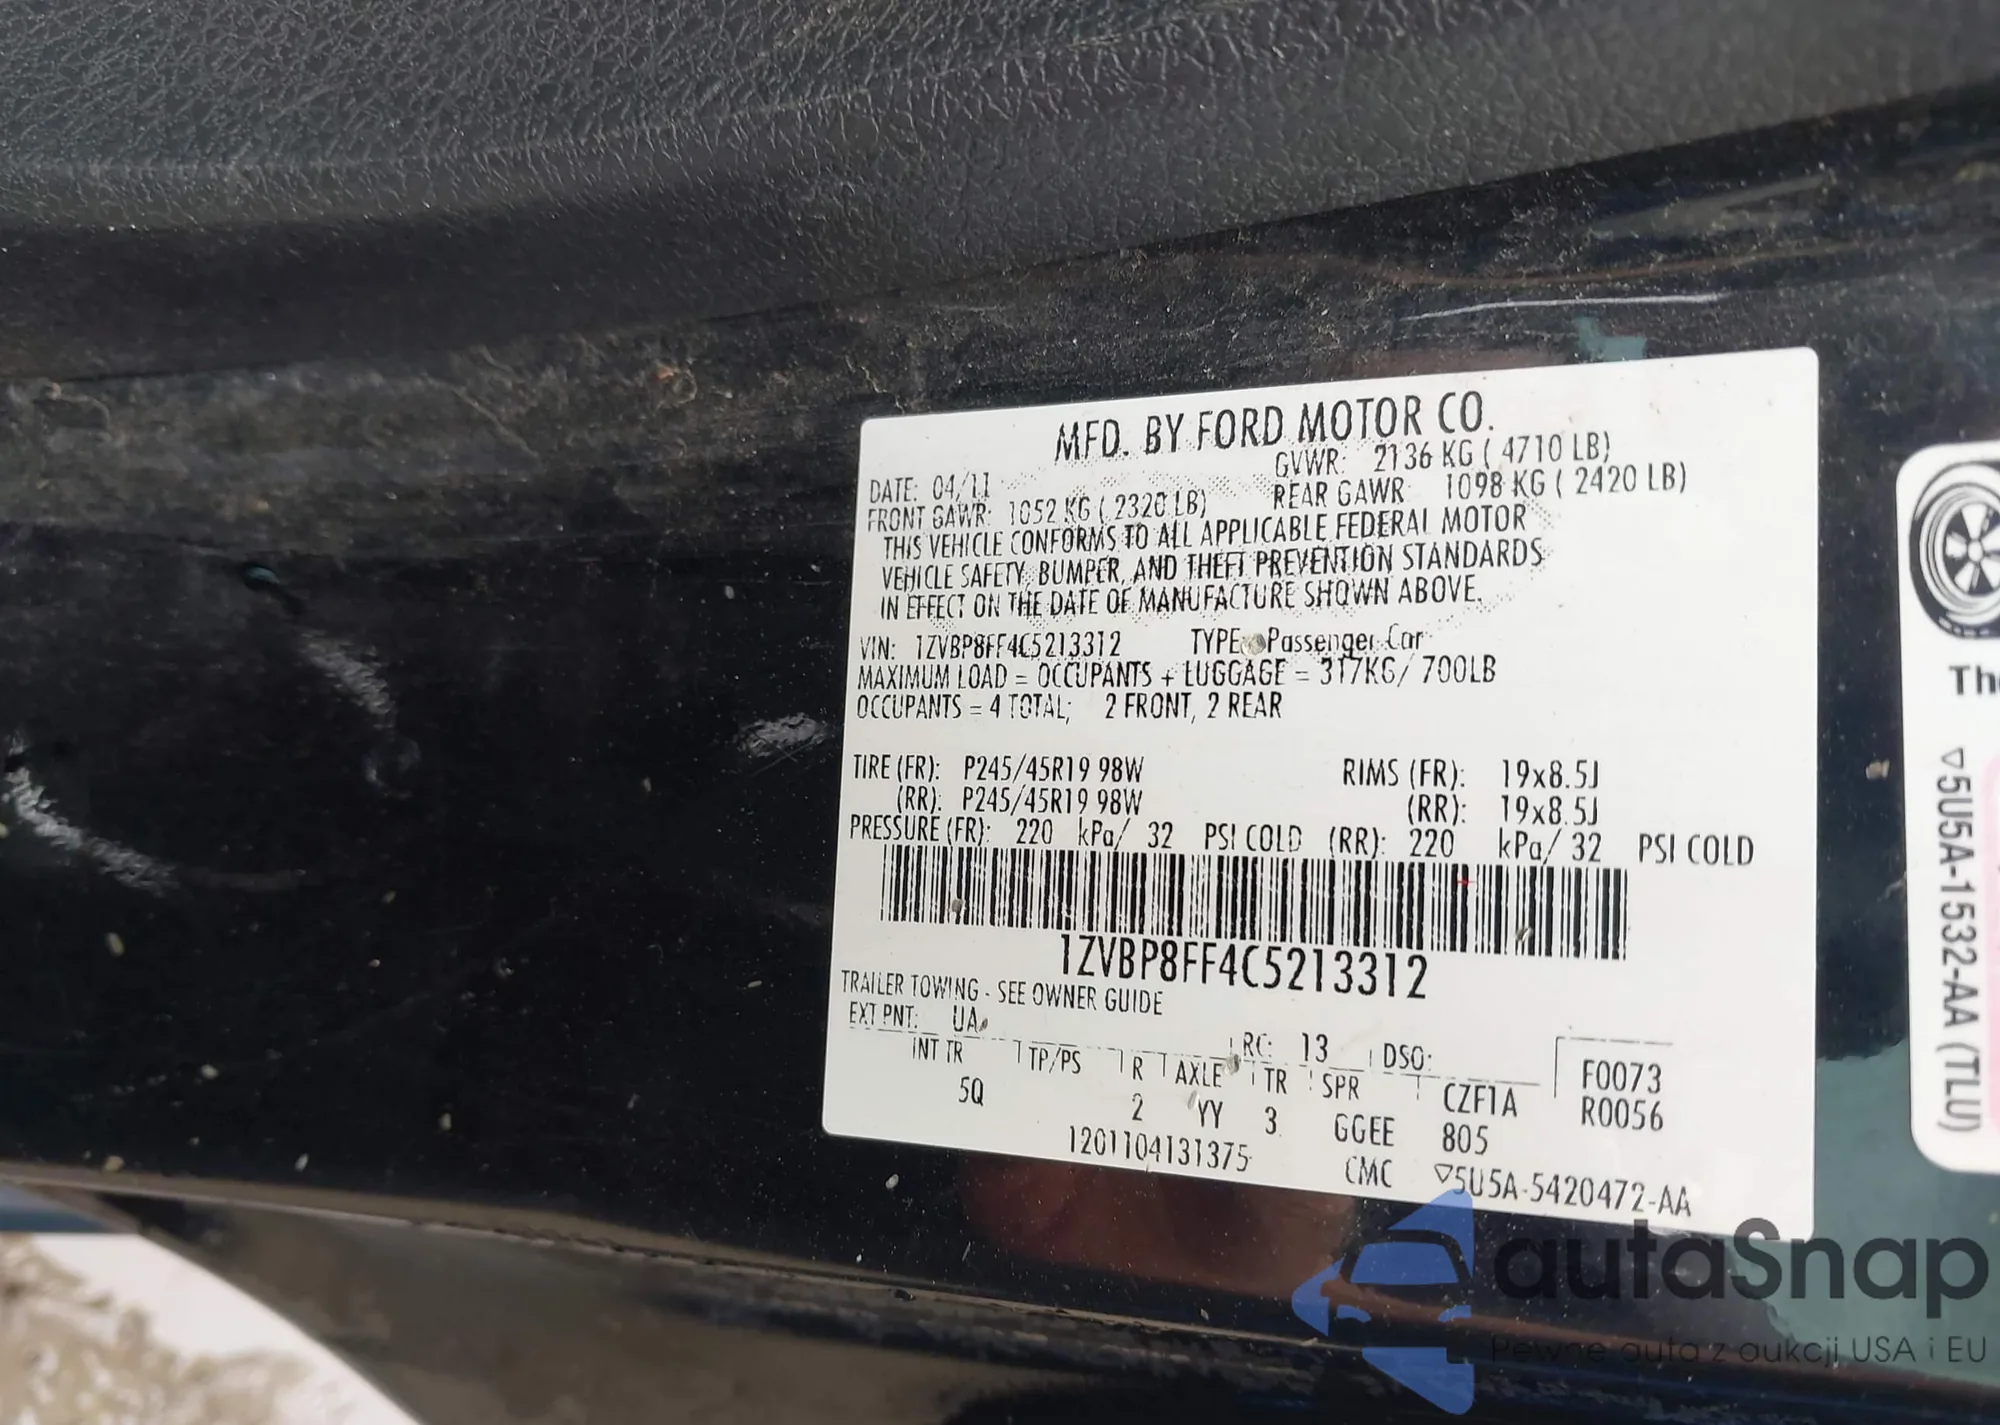 MFD. BY FORD MOTOR CO.
DATE: 04/11 GVWR: 2136 KG ( 4710 LB)
FRONT GAWR: 1052 KG ( 2320 LB) REAR GAWR: 1098 KG ( 2420 LB)
THIS VEHICLE CONFORMS TO ALL APPLICABLE FEDERAL MOTOR
VEHICLE SAFETY, BUMPER, AND THEFT PREVENTION STANDARDS
IN EFFECT ON THE DATE OF MANUFACTURE SHOWN ABOVE.
VIN: 1ZVBP8FF4C5213312 TYPE: Passenger Car
MAXIMUM LOAD = OCCUPANTS + LUGGAGE = 317KG/ 700LB
OCCUPANTS = 4 TOTAL; 2 FRONT, 2 REAR
TIRE (FR): P245/45R19 98W RIMS (FR): 19x8.5J
(RR): P245/45R19 98W (RR): 19x8.5J
PRESSURE (FR): 220 kPa/ 32 PSI COLD (RR): 220 kPa/ 32 PSI COLD
1ZVBP8FF4C5213312
TRAILER TOWING - SEE OWNER GUIDE
EXT PNT: UA RC: 13 DSO: F0073
INT TR TP/PS R AXLE TR SPR CZF1A R0056
5Q 2 YY 3 GGEE 805
1201104131375 CMC ▽5U5A-5420472-AA
▽5U5A-1532-AA (TLU)
autaSnap
Pewne auta z aukcji USA i EU